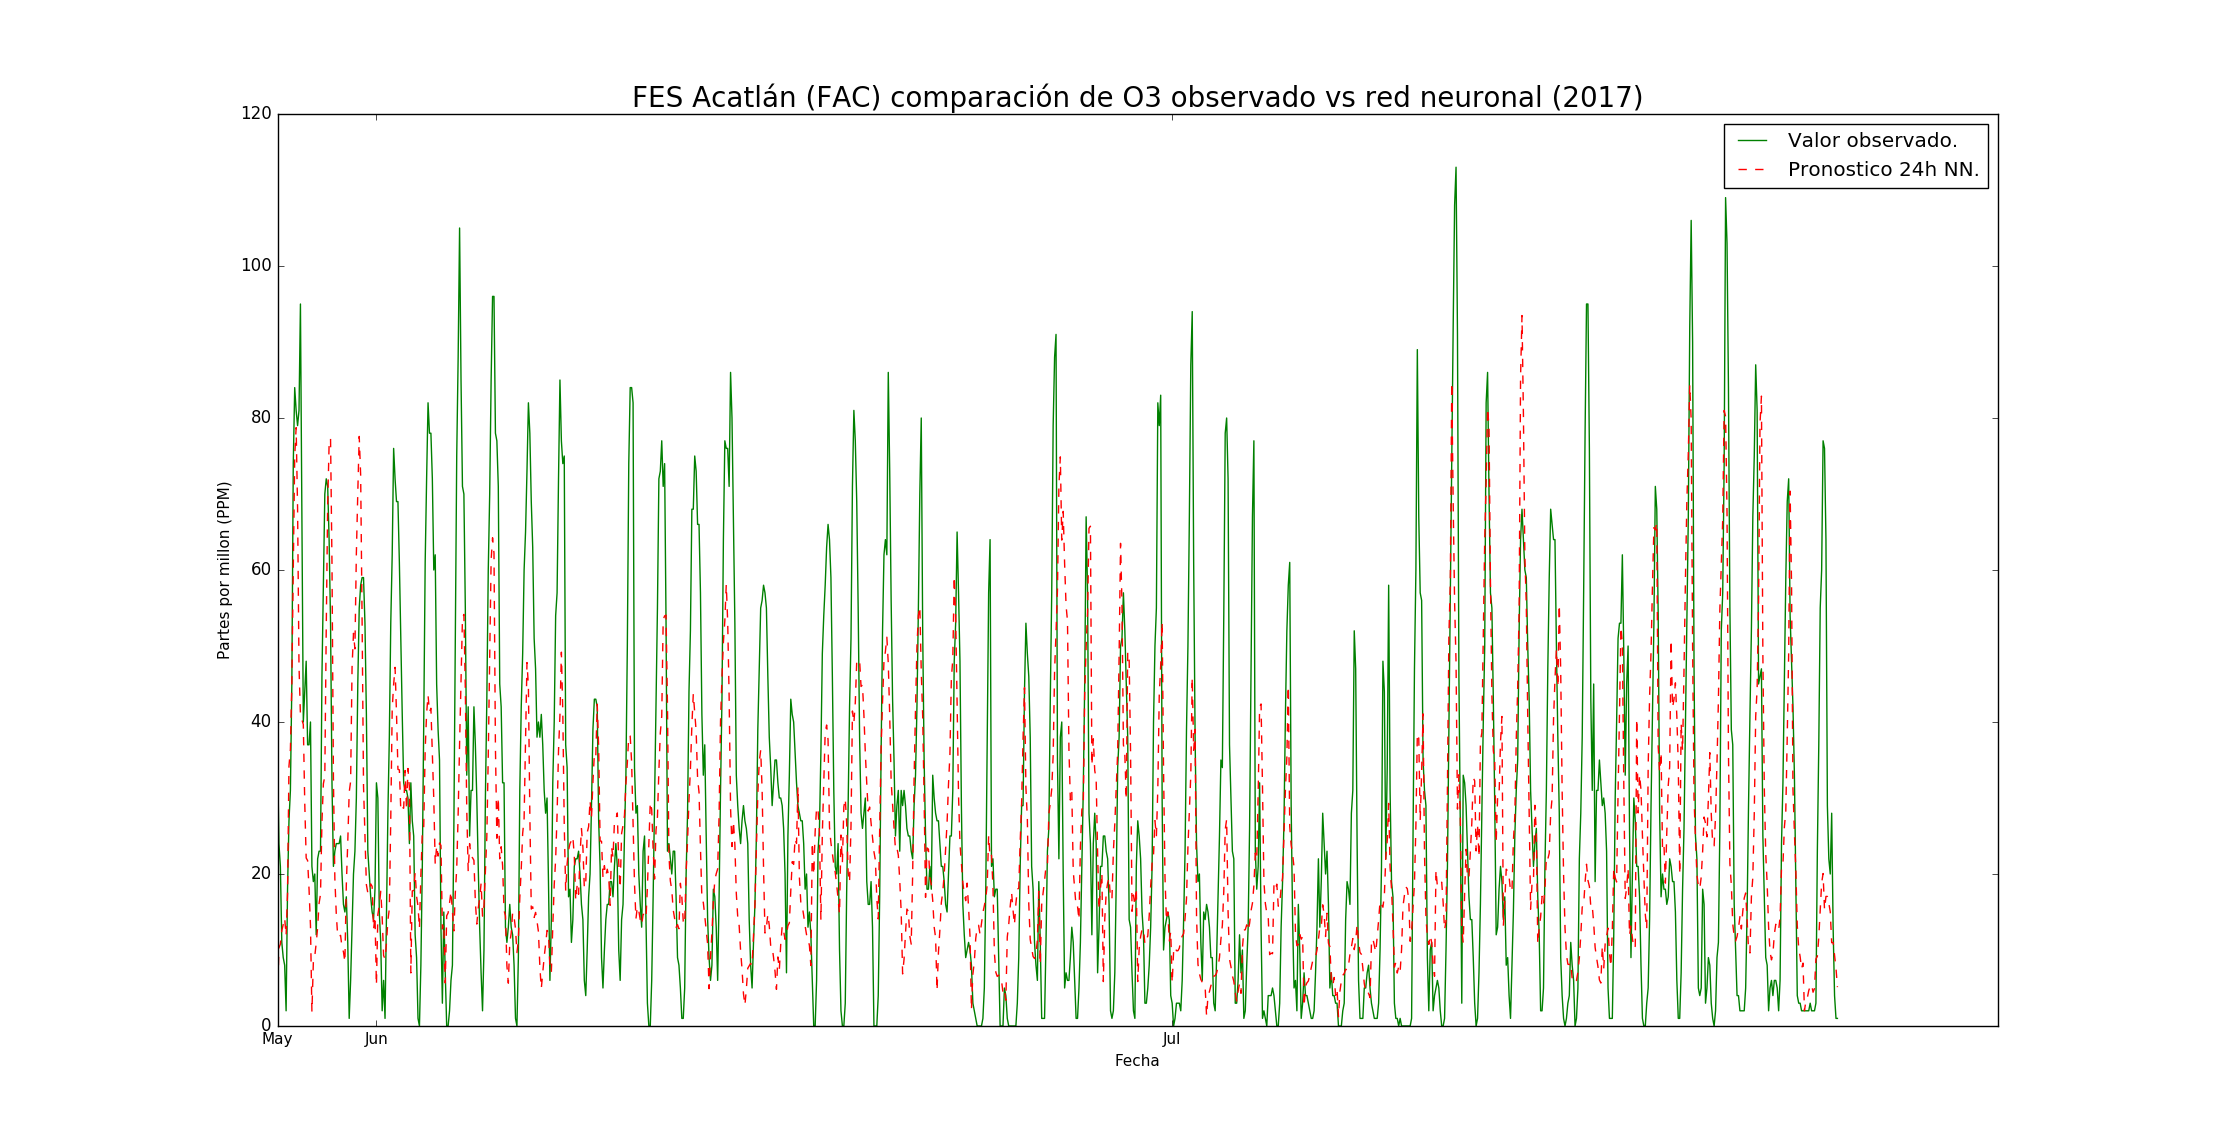 FES Acatlán (FAC) comparación de O3 observado vs red neuronal (2017)
Valor observado.
Pronostico 24h NN.
120
100
80
60
40
20
0
Partes por millon (PPM)
May
Jun
Jul
Fecha